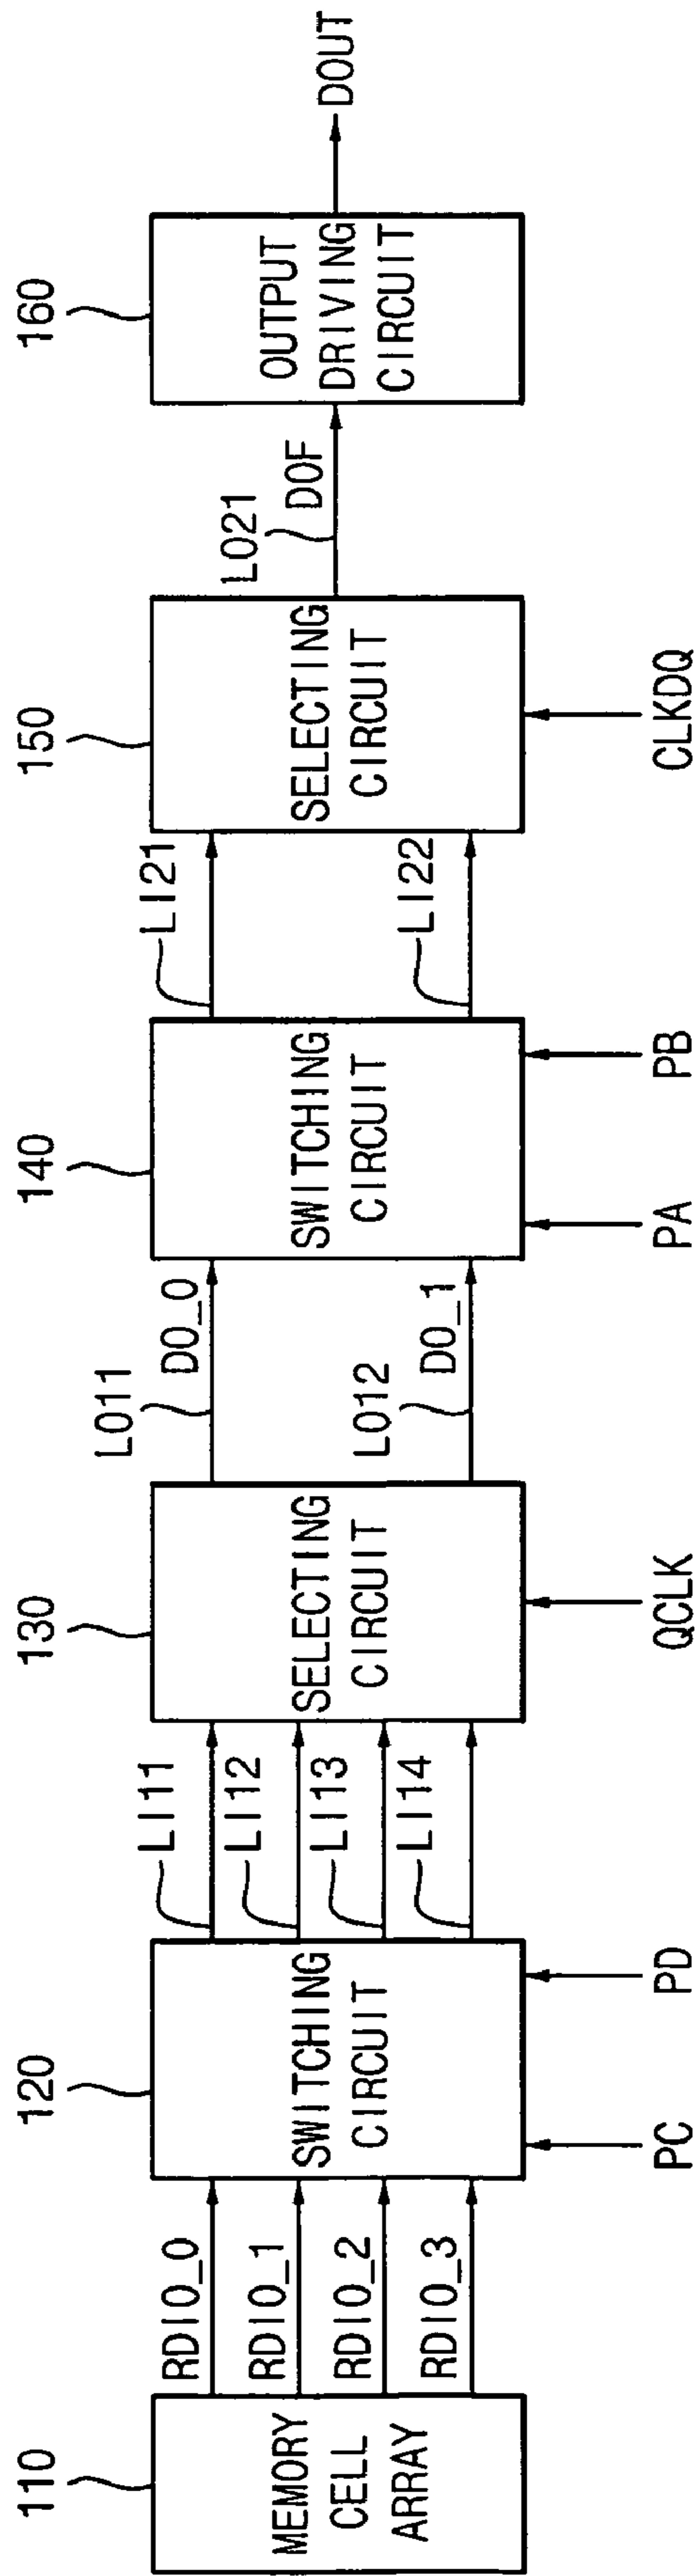 110
MEMORY
CELL
ARRAY
RDIO_0
RDIO_1
RDIO_2
RDIO_3
120
SWITCHING
CIRCUIT
PC
PD
LI11
LI12
LI13
LI14
130
SELECTING
CIRCUIT
QCLK
LO11
DO_0
LO12
DO_1
140
SWITCHING
CIRCUIT
PA
PB
LI21
LI22
150
SELECTING
CIRCUIT
CLKDQ
LO21
DOF
160
OUTPUT
DRIVING
CIRCUIT
DOUT